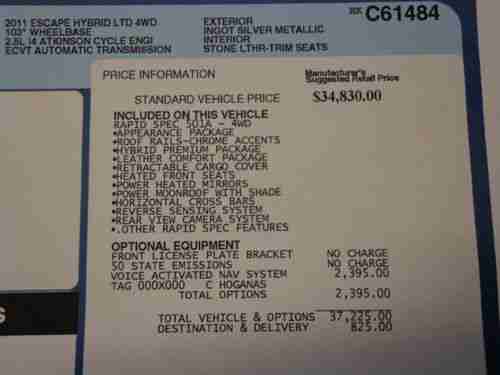 RK C61484
2011 ESCAPE HYBRID LTD 4WD
103" WHEELBASE
2.5L I4 ATKINSON CYCLE ENGI
ECVT AUTOMATIC TRANSMISSION
EXTERIOR
INGOT SILVER METALLIC
INTERIOR
STONE LTHR-TRIM SEATS
PRICE INFORMATION Manufacturer's
Suggested Retail Price
STANDARD VEHICLE PRICE $34,830.00
INCLUDED ON THIS VEHICLE
RAPID SPEC 501A - 4WD
•APPEARANCE PACKAGE
•ROOF RAILS-CHROME ACCENTS
•HYBRID PREMIUM PACKAGE
•LEATHER COMFORT PACKAGE
•RETRACTABLE CARGO COVER
•HEATED FRONT SEATS
•POWER HEATED MIRRORS
•POWER MOONROOF WITH SHADE
•HORIZONTAL CROSS BARS
•REVERSE SENSING SYSTEM
•REAR VIEW CAMERA SYSTEM
•.OTHER RAPID SPEC FEATURES
OPTIONAL EQUIPMENT
FRONT LICENSE PLATE BRACKET NO CHARGE
50 STATE EMISSIONS NO CHARGE
VOICE ACTIVATED NAV SYSTEM 2,395.00
TAG 000X000 C HOGANAS
TOTAL OPTIONS 2,395.00
TOTAL VEHICLE & OPTIONS 37,225.00
DESTINATION & DELIVERY 825.00
S